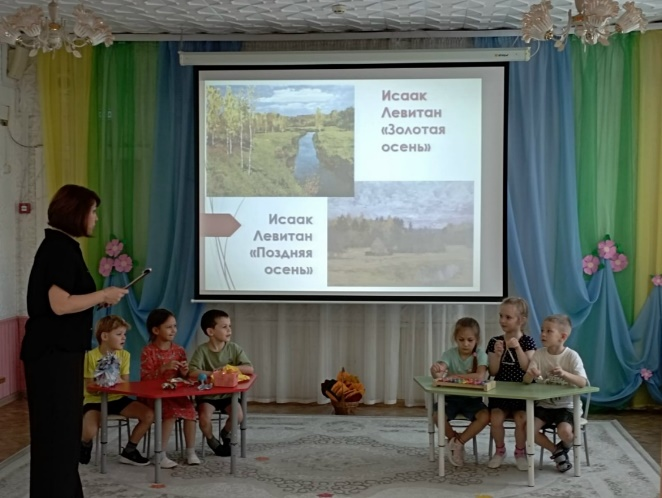 Исаак
Левитан
«Золотая
осень»
Исаак
Левитан
«Поздняя
осень»